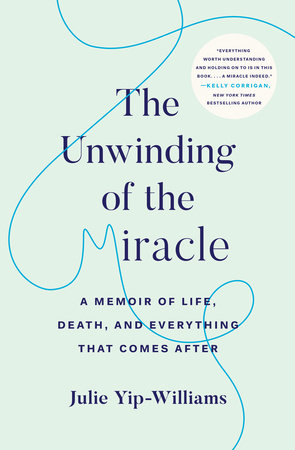 "EVERYTHING
WORTH UNDERSTANDING
AND HOLDING ON TO IS IN THIS
BOOK. . . . A MIRACLE INDEED."
—KELLY CORRIGAN,
NEW YORK TIMES
BESTSELLING AUTHOR
The
Unwinding
of the
Miracle
A MEMOIR OF LIFE,
DEATH, AND EVERYTHING
THAT COMES AFTER
Julie Yip-Williams